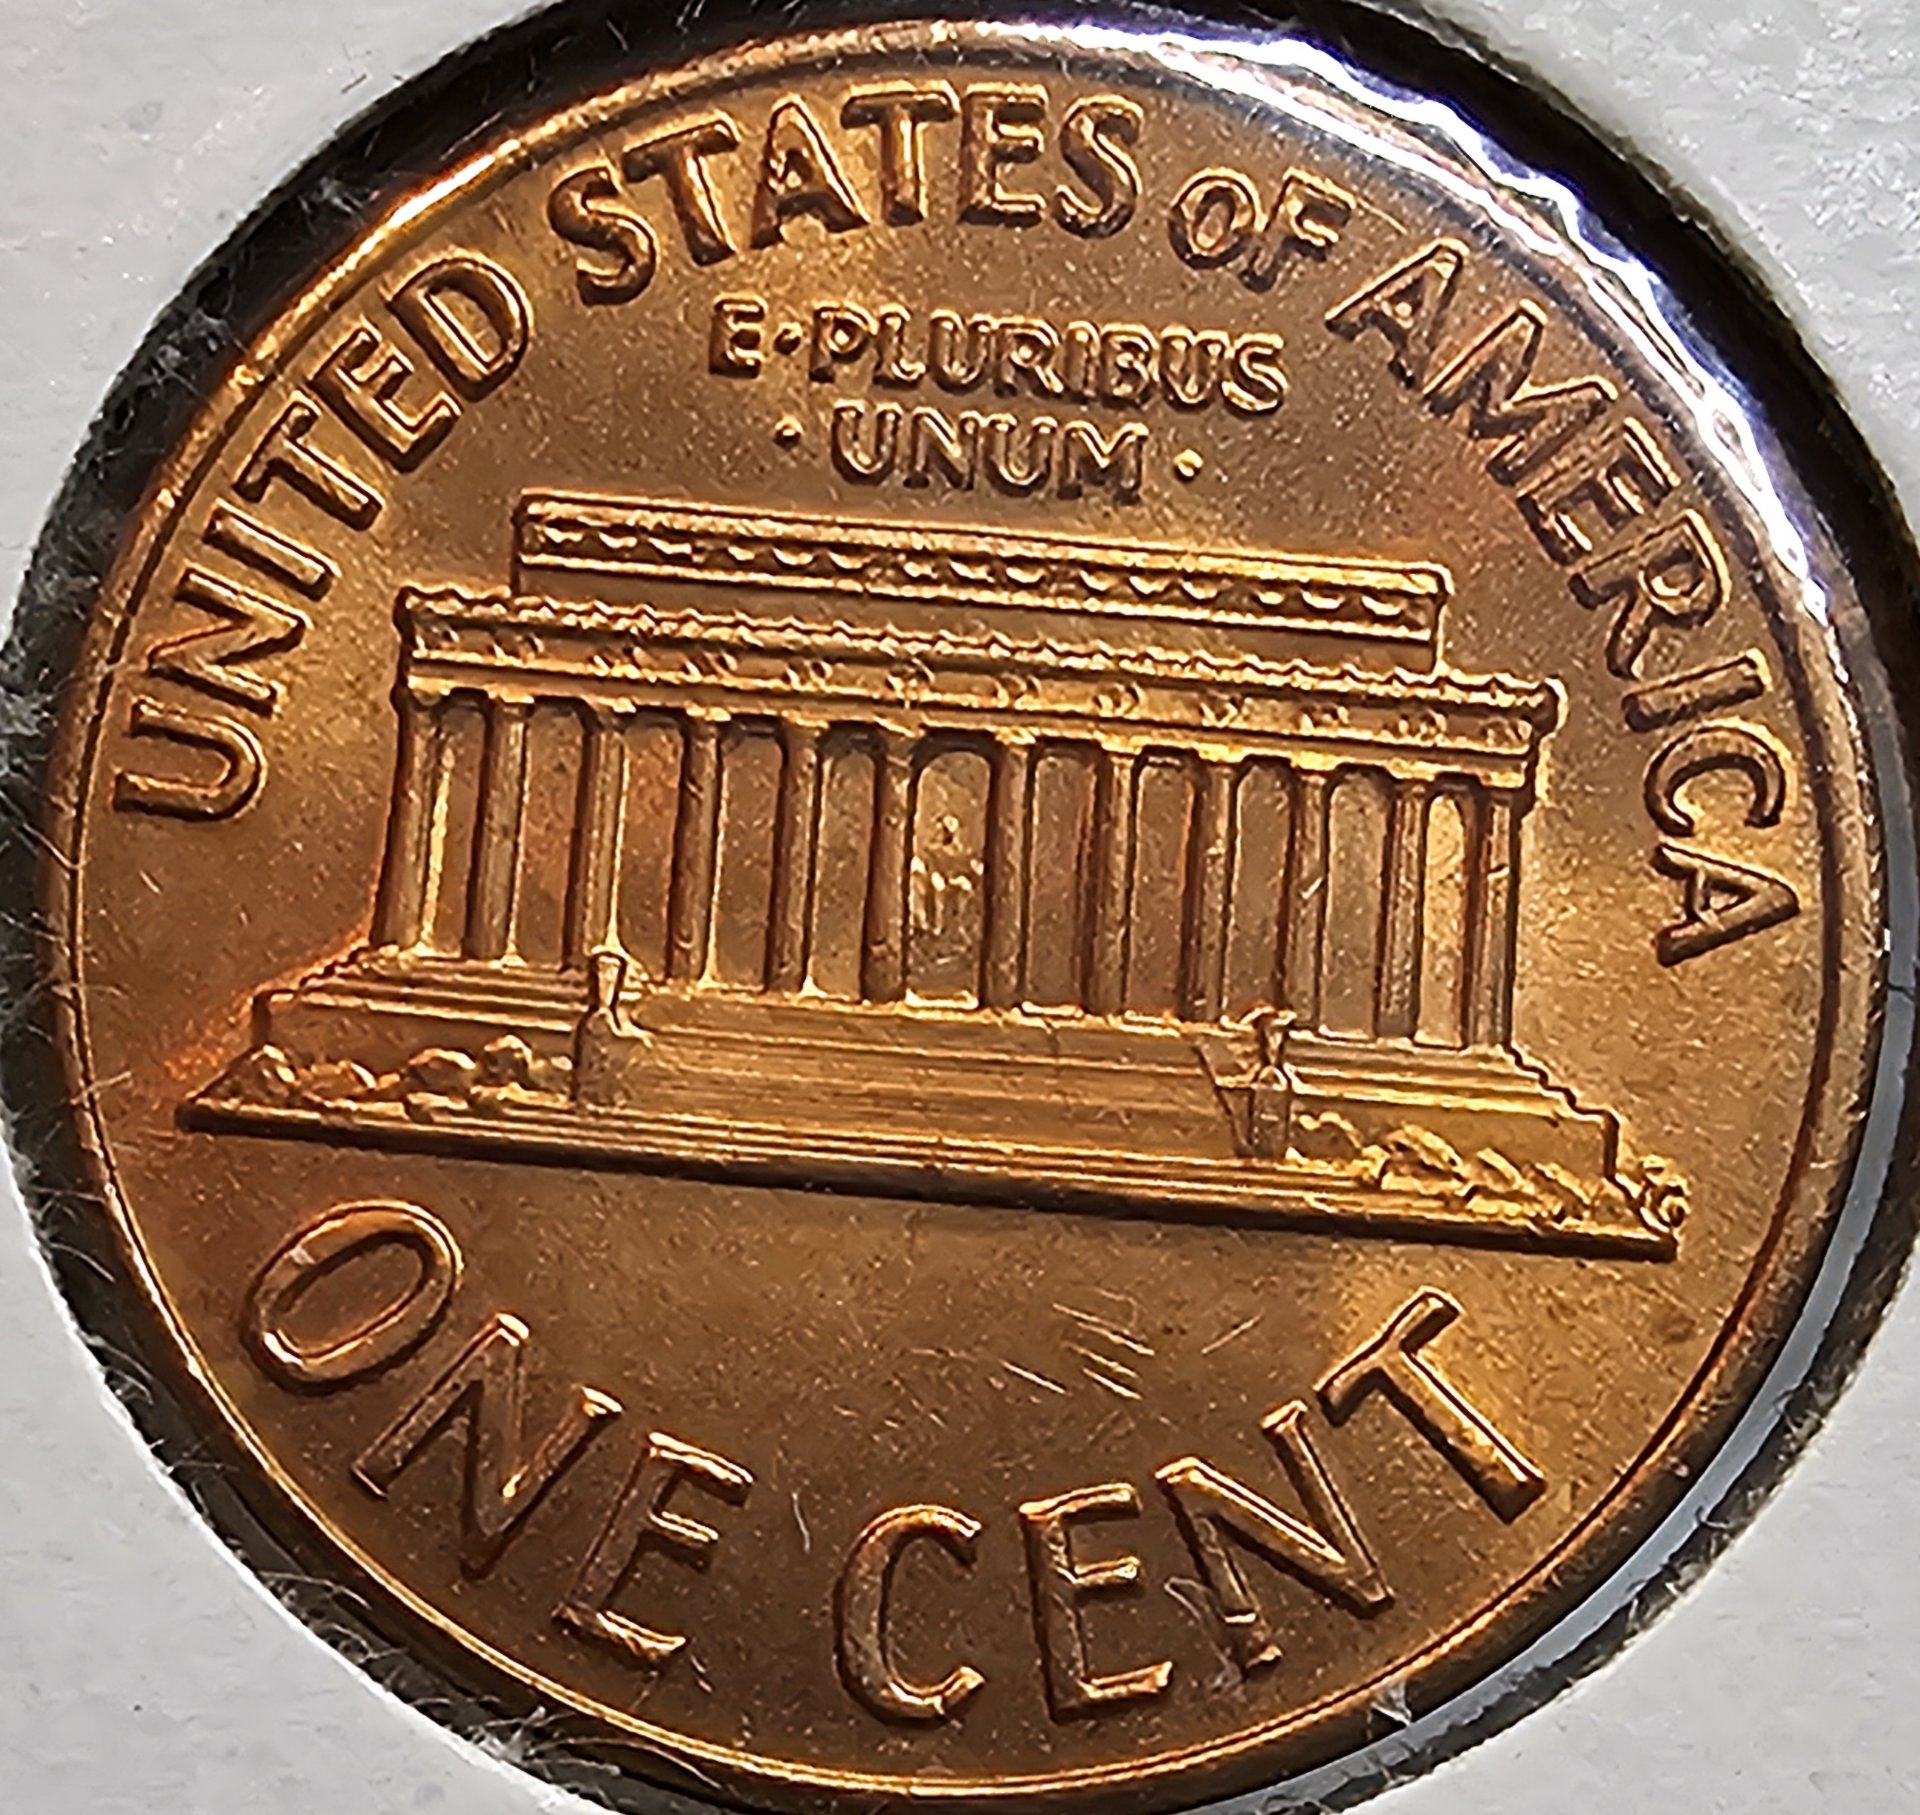 UNITED STATES OF AMERICA
E·PLURIBUS
·UNUM·
ONE CENT